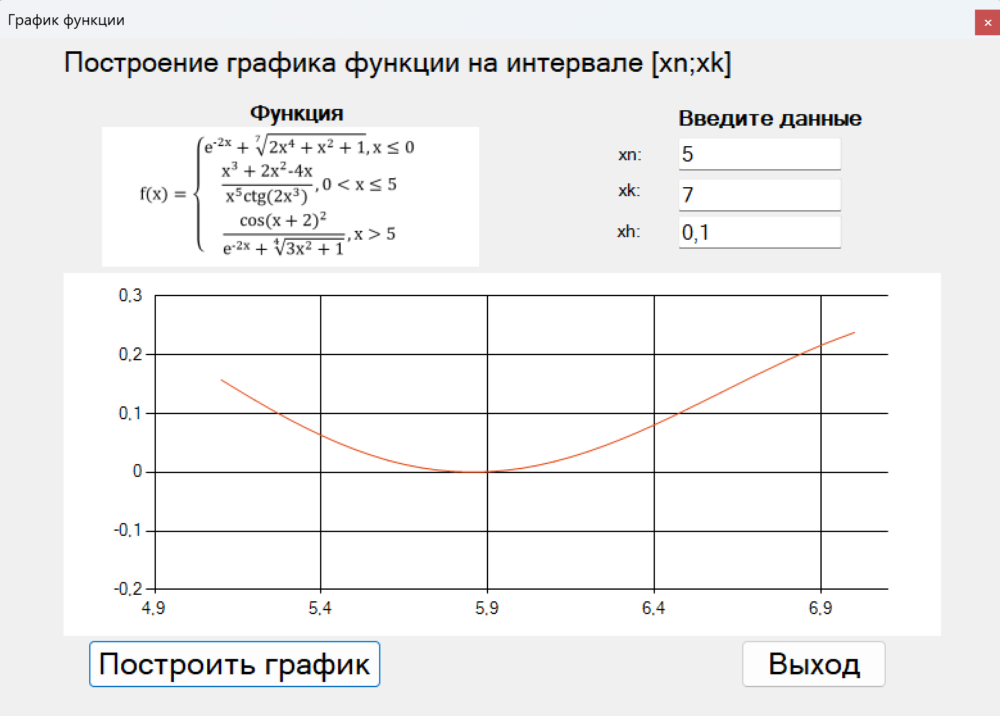 График функции
×
Построение графика функции на интервале [xn;xk]
Функция
e^-2x + ⁷√2x⁴ + x² + 1, x ≤ 0
x³ + 2x²-4x
x⁵ctg(2x³) , 0 < x ≤ 5
f(x) =
cos(x + 2)²
e^-2x + ⁴√3x² + 1 , x > 5
Введите данные
xn: 5
xk: 7
xh: 0,1
0,3
0,2
0,1
0
-0,1
-0,2
4,9 5,4 5,9 6,4 6,9
Построить график
Выход